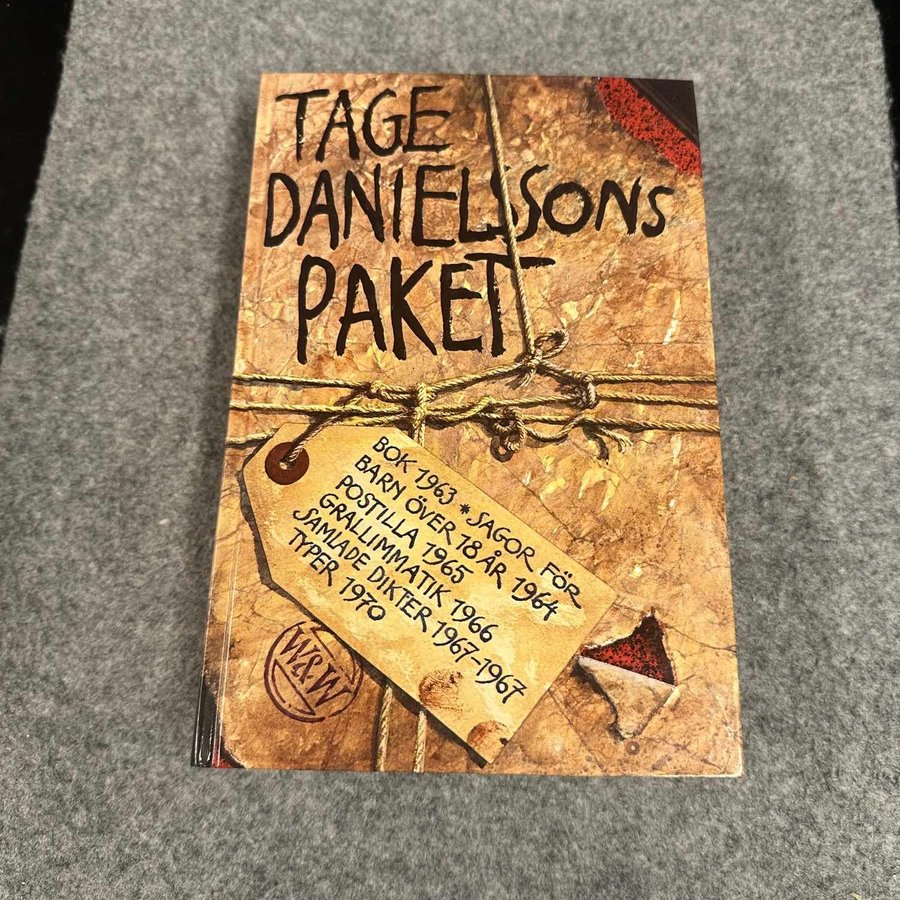 TAGE
DANIELSSONS
PAKET
BOK 1963 * SAGOR FÖR
BARN ÖVER 18 ÅR 1964
POSTILLA 1965
GRALLIMMATIK 1966
SAMLADE DIKTER 1967-1967
TYPER 1970
W&W